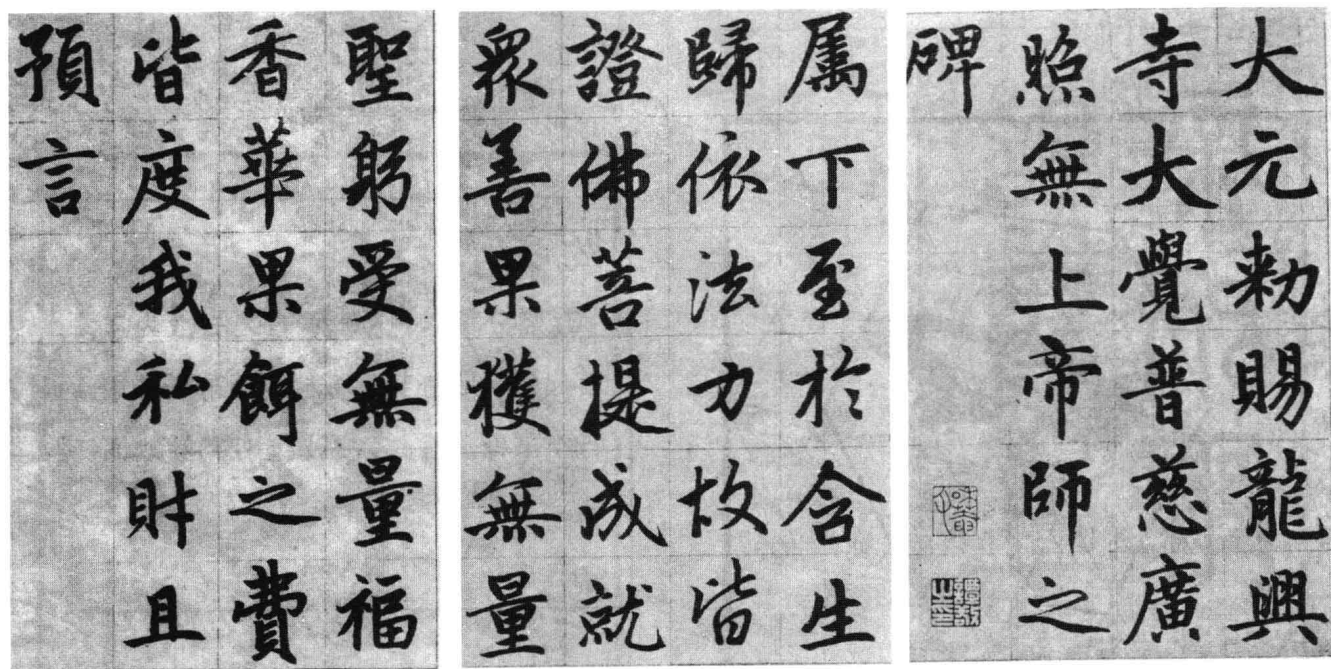 大元勑賜龍興
寺大覺普慈廣
照無上帝師之
碑
属下至於含生
歸依法力故皆
證佛菩提成就
衆善果獲無量
聖躬受無量福
香華果餌之費
皆度我私財且
預言